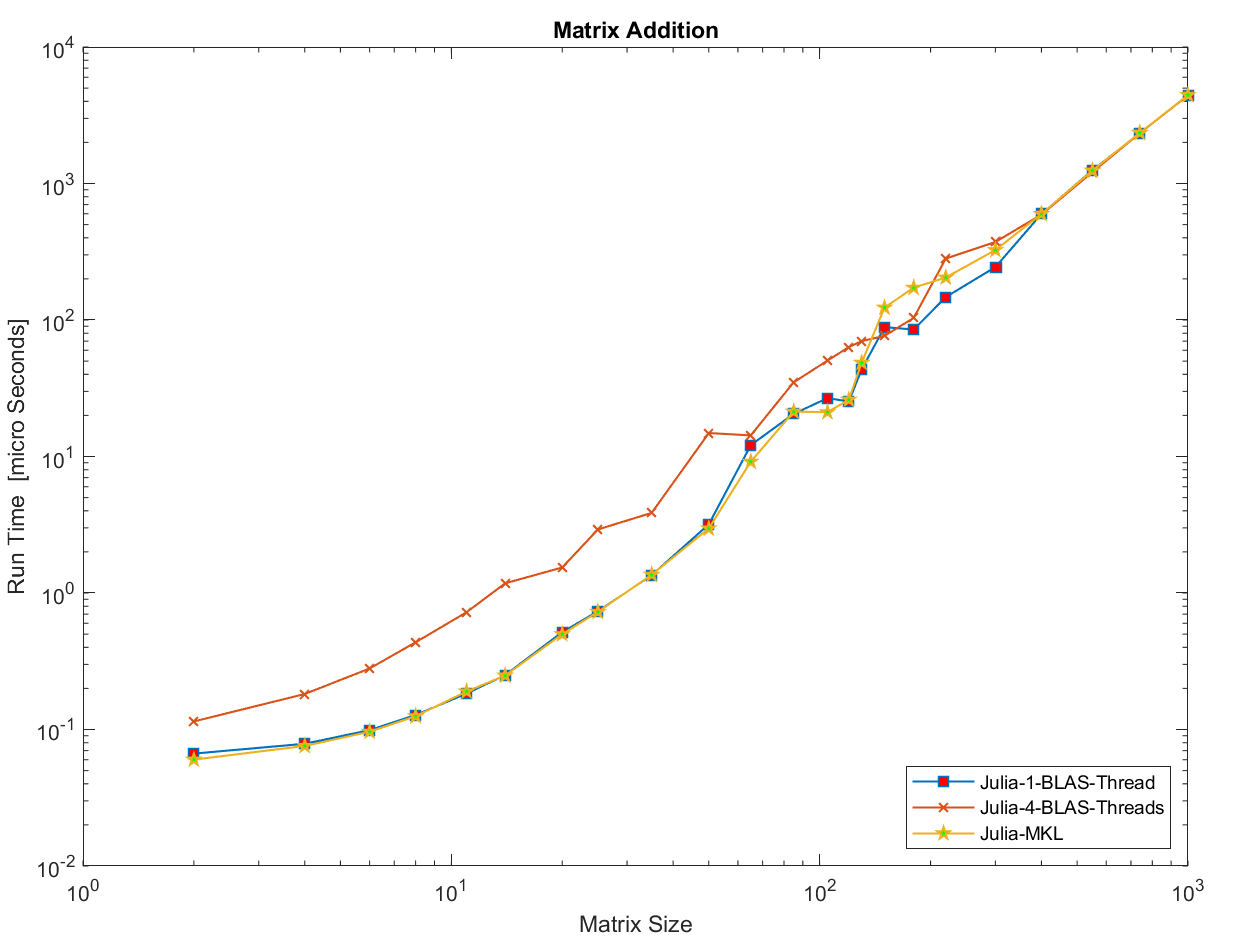 Matrix Addition
10^4
10^3
10^2
10^1
10^0
10^-1
10^-2
Run Time [micro Seconds]
10^0 10^1 10^2 10^3
Matrix Size
Julia-1-BLAS-Thread
Julia-4-BLAS-Threads
Julia-MKL